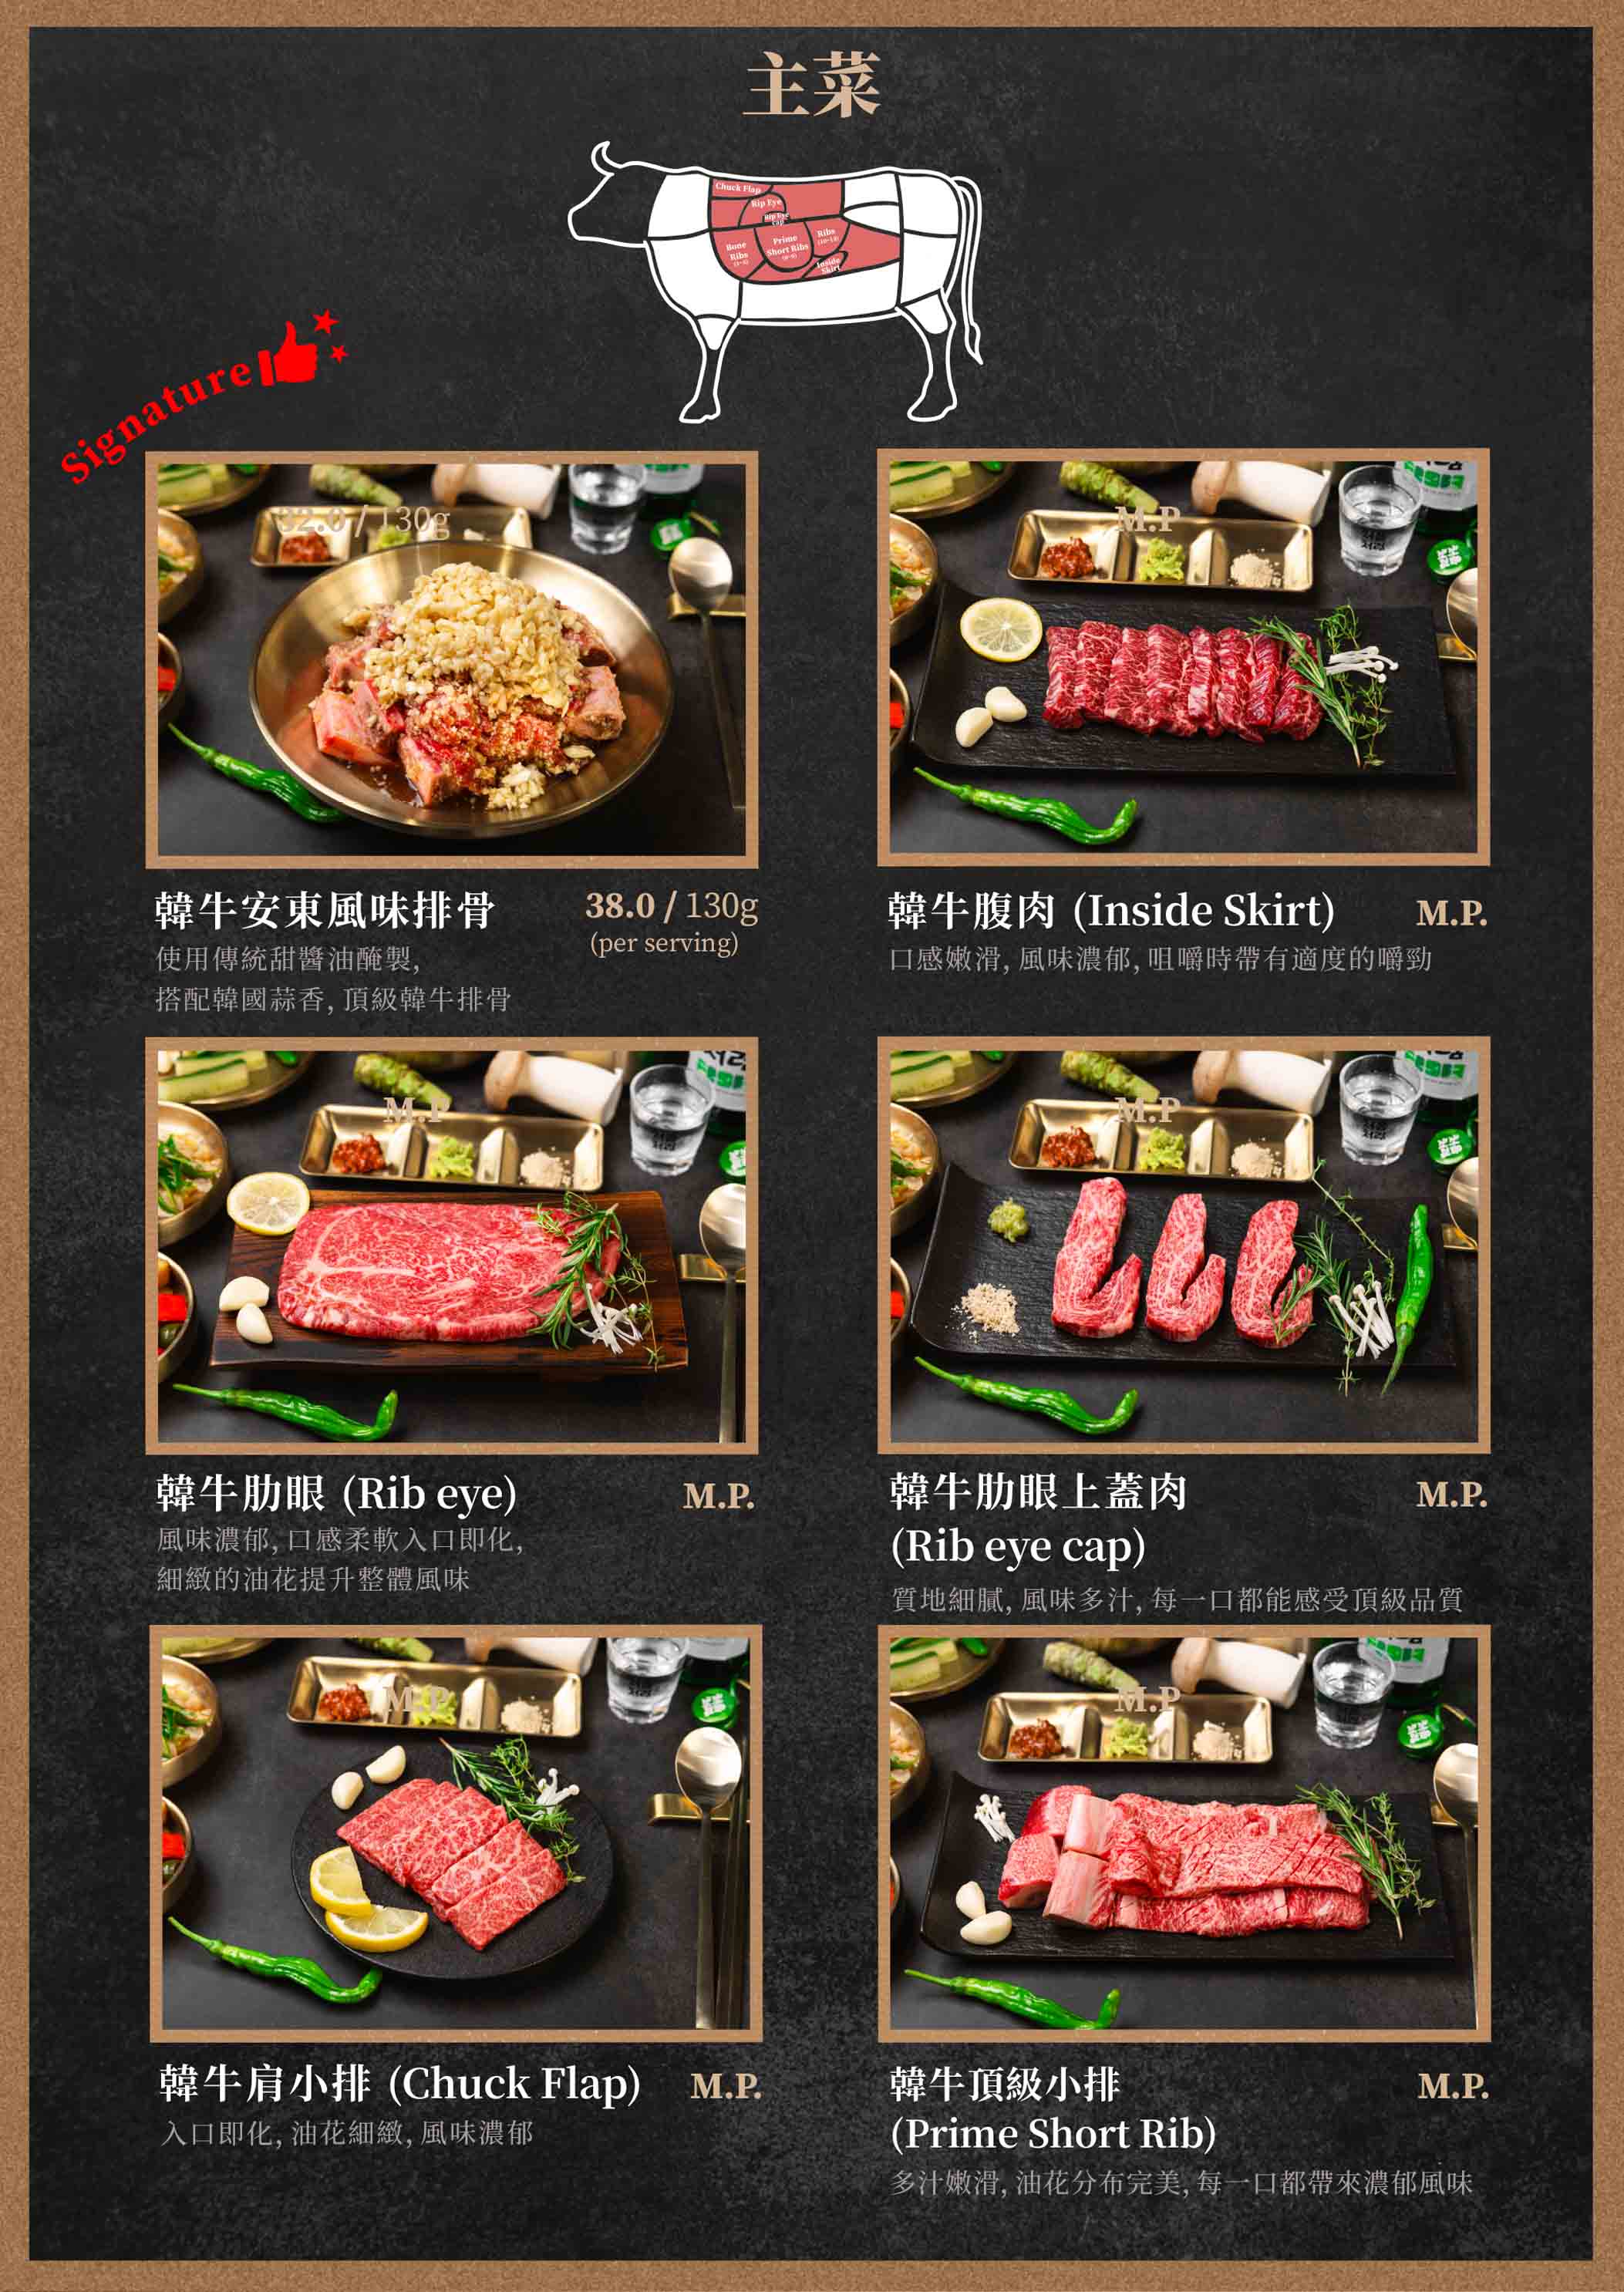 主菜
Chuck Flap
Rip Eye
Rip Eye
cap
Bone
Ribs
Prime
Short Ribs
Ribs
Inside
Skirt
Signature
32.0 / 130g
M.P
韓牛安東風味排骨
38.0 / 130g
(per serving)
使用傳統甜醬油醃製,
搭配韓國蒜香, 頂級韓牛排骨
韓牛腹肉 (Inside Skirt)
M.P.
口感嫩滑, 風味濃郁, 咀嚼時帶有適度的嚼勁
M.P
M.P
韓牛肋眼 (Rib eye)
M.P.
風味濃郁, 口感柔軟入口即化,
細緻的油花提升整體風味
韓牛肋眼上蓋肉
(Rib eye cap)
M.P.
質地細膩, 風味多汁, 每一口都能感受頂級品質
M.P
M.P
韓牛肩小排 (Chuck Flap)
M.P.
入口即化, 油花細緻, 風味濃郁
韓牛頂級小排
(Prime Short Rib)
M.P.
多汁嫩滑, 油花分布完美, 每一口都帶來濃郁風味